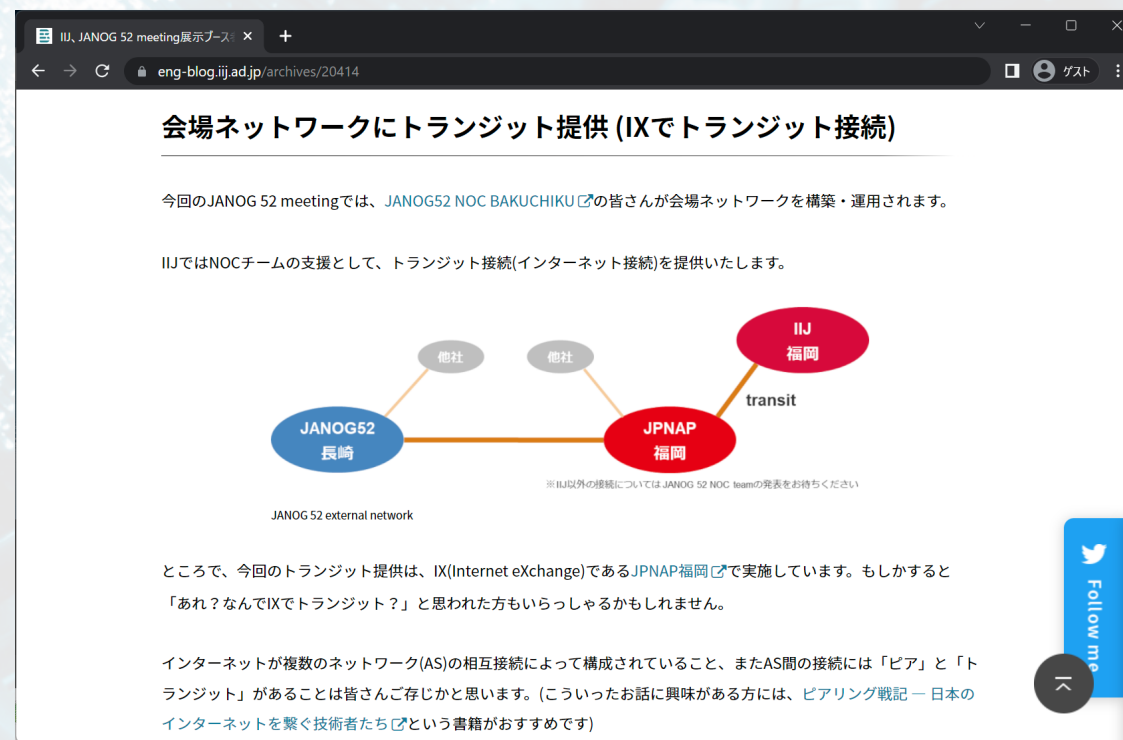 IIJ、JANOG 52 meeting展示ブース
eng-blog.iij.ad.jp/archives/20414
ゲスト
会場ネットワークにトランジット提供 (IXでトランジット接続)
今回のJANOG 52 meetingでは、JANOG52 NOC BAKUCHIKUの皆さんが会場ネットワークを構築・運用されます。
IIJではNOCチームの支援として、トランジット接続(インターネット接続)を提供いたします。
IIJ
福岡
他社
他社
transit
JANOG52
長崎
JPNAP
福岡
※IIJ以外の接続については JANOG 52 NOC teamの発表をお待ちください
JANOG 52 external network
ところで、今回のトランジット提供は、IX(Internet eXchange)であるJPNAP福岡で実施しています。もしかすると
「あれ？なんでIXでトランジット？」と思われた方もいらっしゃるかもしれません。
Follow me
インターネットが複数のネットワーク(AS)の相互接続によって構成されていること、またAS間の接続には「ピア」と「ト
ランジット」があることは皆さんご存じかと思います。(こういったお話に興味がある方には、ピアリング戦記 ― 日本の
インターネットを繋ぐ技術者たちという書籍がおすすめです)